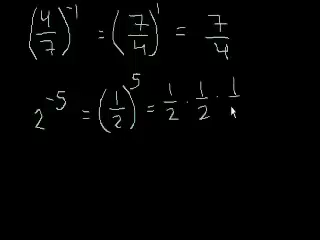 (4/7)^-1 = (7/4)^1 = 7/4
2^-5 = (1/2)^5 = 1/2 · 1/2 · 1/